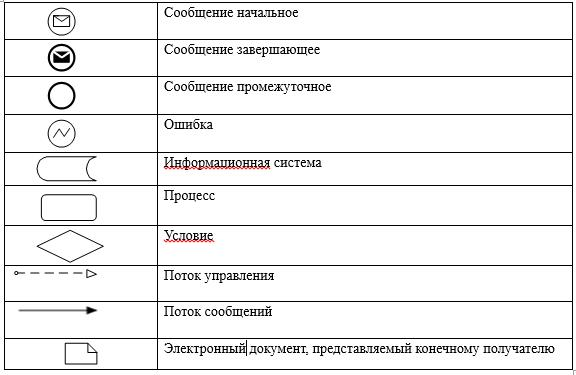 Сообщение начальное
Сообщение завершающее
Сообщение промежуточное
Ошибка
Информационная система
Процесс
Условие
Поток управления
Поток сообщений
Электронный документ, представляемый конечному получателю